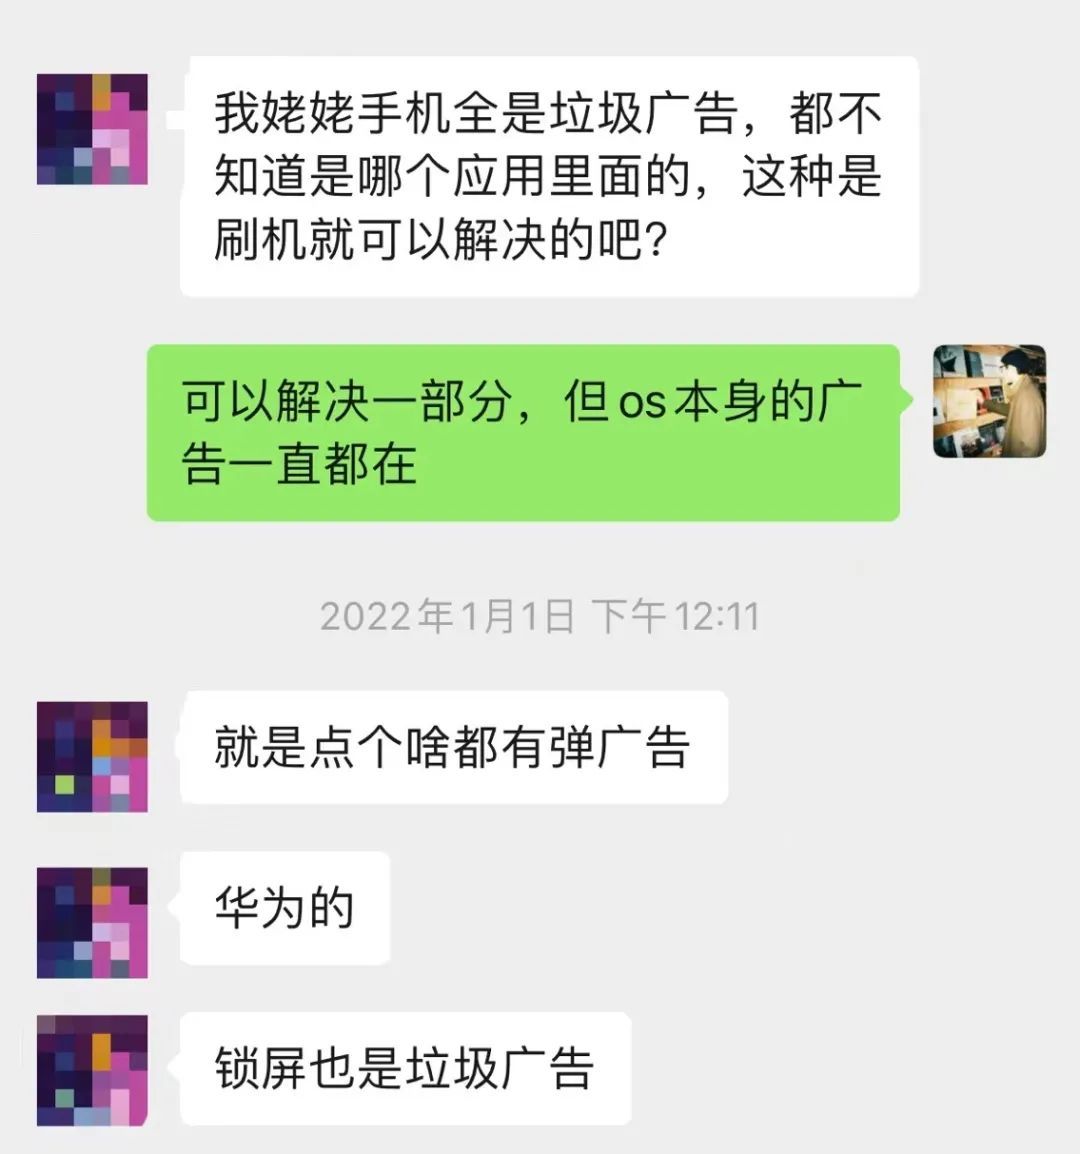 我姥姥手机全是垃圾广告，都不
知道是哪个应用里面的，这种是
刷机就可以解决的吧？
可以解决一部分，但os本身的广
告一直都在
2022年1月1日 下午12:11
就是点个啥都有弹广告
华为的
锁屏也是垃圾广告